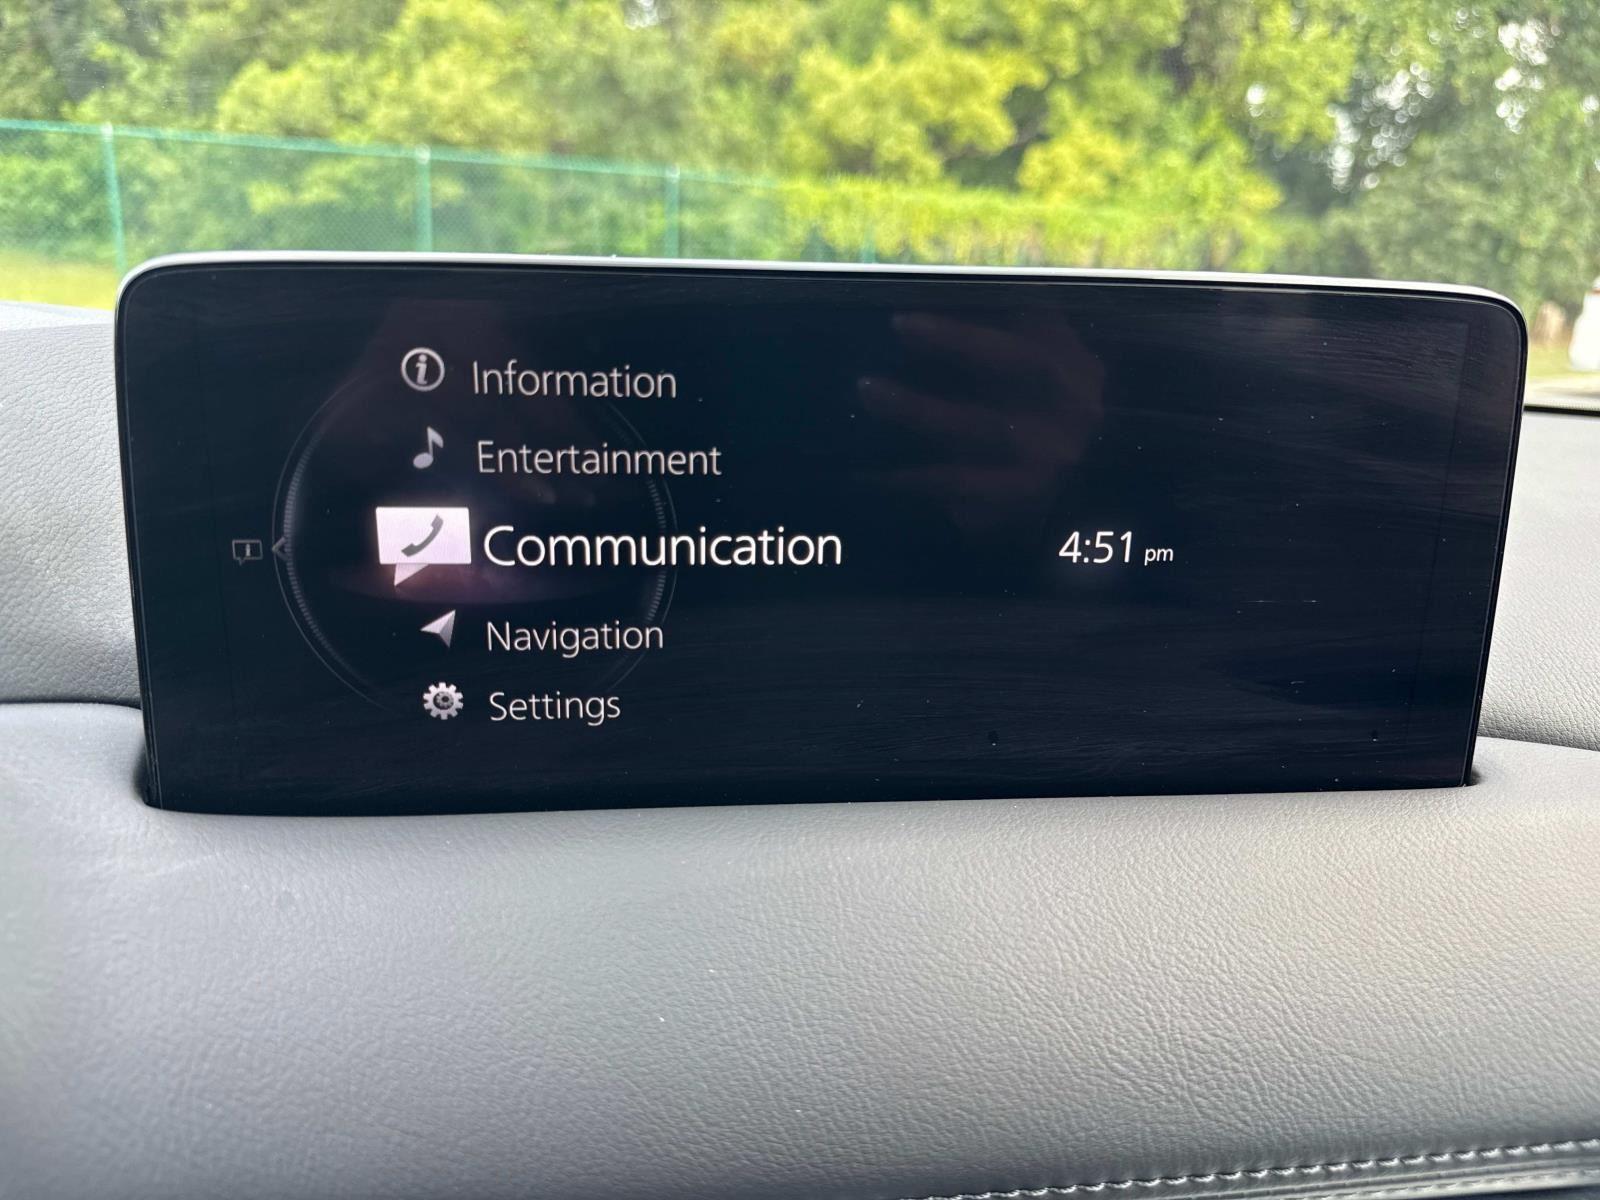 Information
Entertainment
Communication
4:51 pm
Navigation
Settings